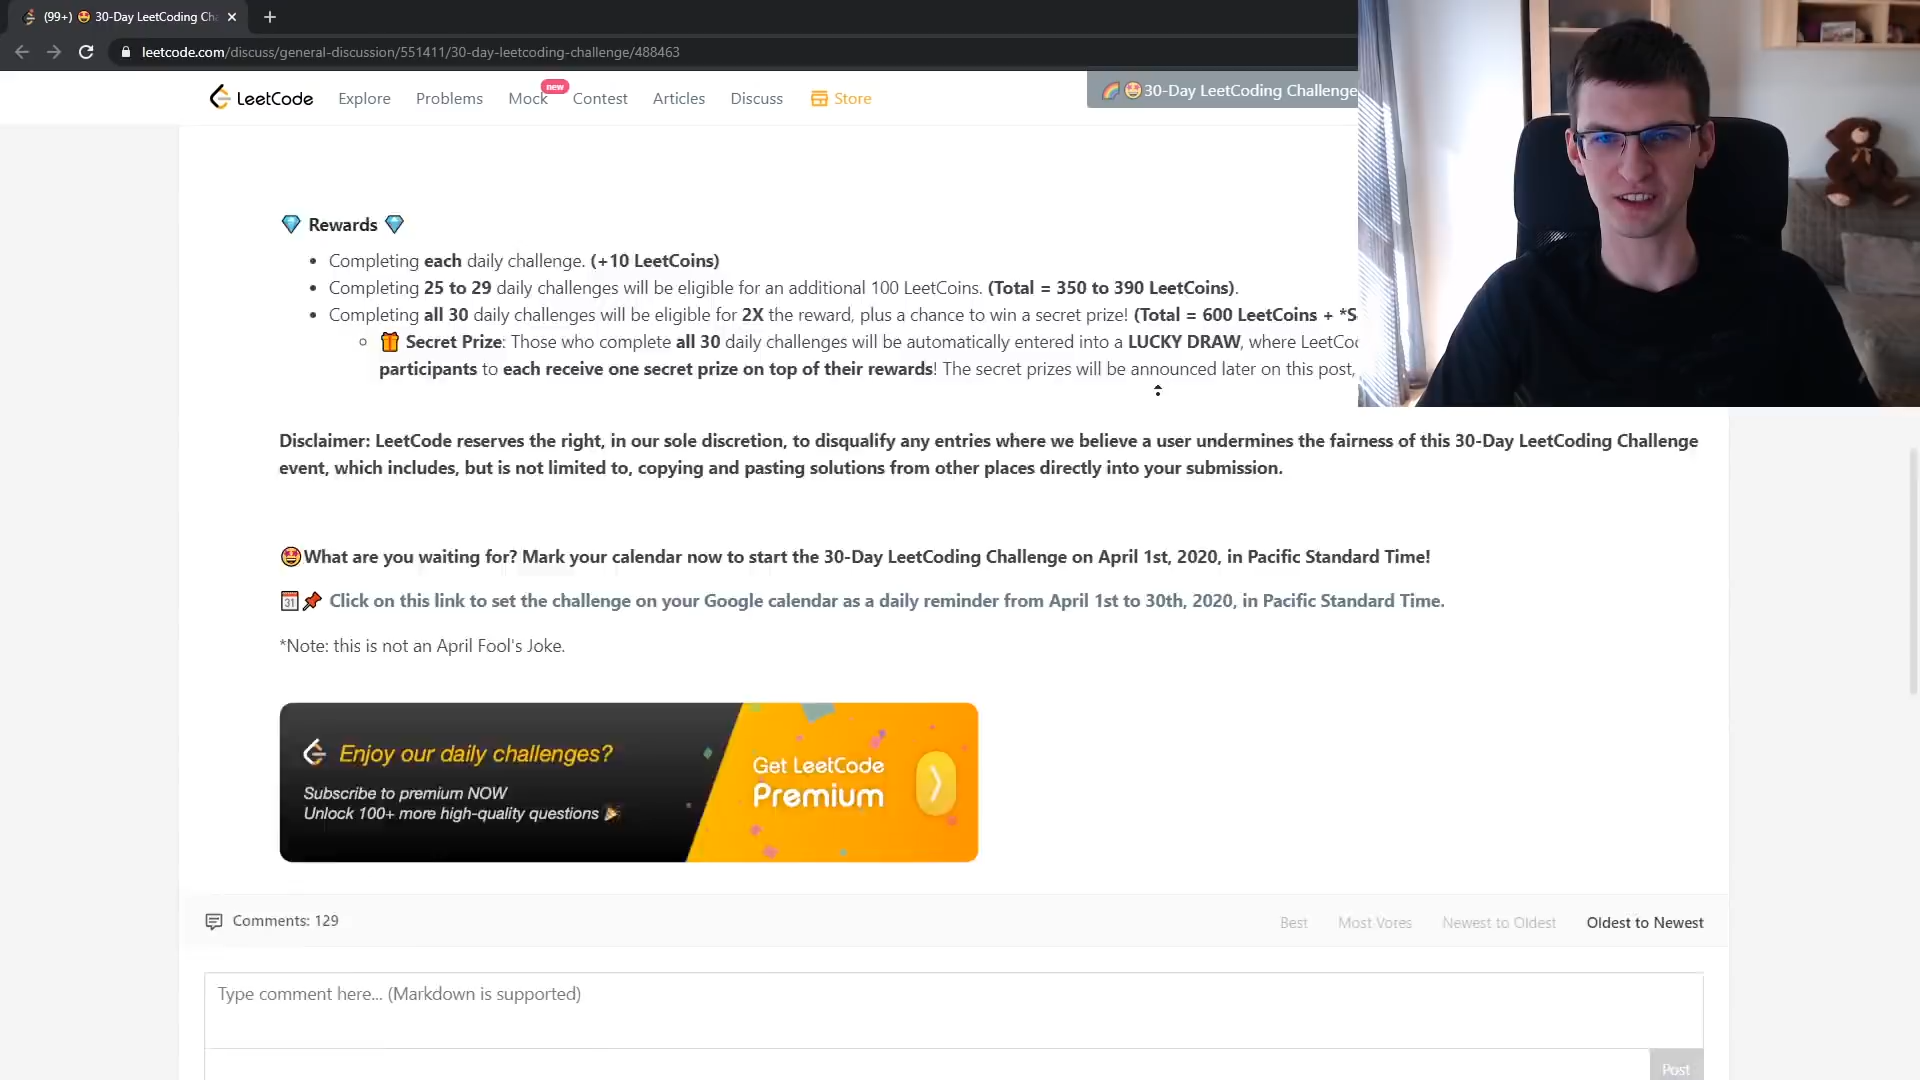 (99+) 🤩 30-Day LeetCoding Ch
leetcode.com/discuss/general-discussion/551411/30-day-leetcoding-challenge/488463
LeetCode Explore Problems Mock new Contest Articles Discuss Store
🌈 🤩30-Day LeetCoding Challenge
💎 Rewards 💎
• Completing each daily challenge. (+10 LeetCoins)
• Completing 25 to 29 daily challenges will be eligible for an additional 100 LeetCoins. (Total = 350 to 390 LeetCoins).
• Completing all 30 daily challenges will be eligible for 2X the reward, plus a chance to win a secret prize! (Total = 600 LeetCoins + *S
🎁 Secret Prize: Those who complete all 30 daily challenges will be automatically entered into a LUCKY DRAW, where LeetCo
participants to each receive one secret prize on top of their rewards! The secret prizes will be announced later on this post,
Disclaimer: LeetCode reserves the right, in our sole discretion, to disqualify any entries where we believe a user undermines the fairness of this 30-Day LeetCoding Challenge
event, which includes, but is not limited to, copying and pasting solutions from other places directly into your submission.
🤩What are you waiting for? Mark your calendar now to start the 30-Day LeetCoding Challenge on April 1st, 2020, in Pacific Standard Time!
📅📌 Click on this link to set the challenge on your Google calendar as a daily reminder from April 1st to 30th, 2020, in Pacific Standard Time.
*Note: this is not an April Fool's Joke.
Enjoy our daily challenges?
Subscribe to premium NOW
Unlock 100+ more high-quality questions 🎉
Get LeetCode
Premium
Comments: 129
Best Most Votes Newest to Oldest Oldest to Newest
Type comment here... (Markdown is supported)
Post